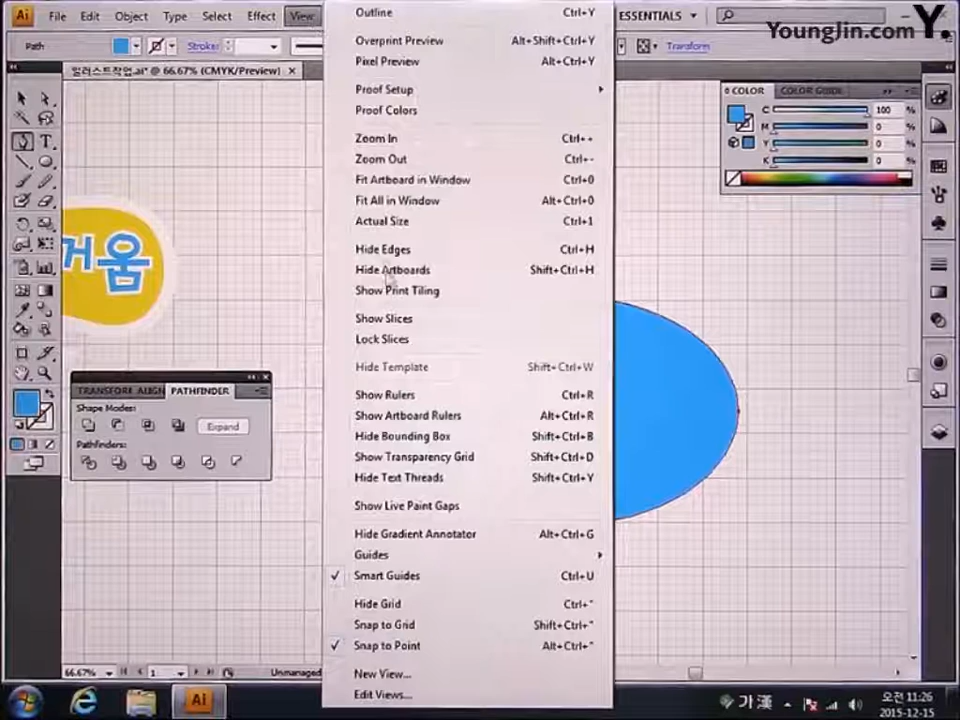 Ai File Edit Object Type Select Effect View ESSENTIALS
YoungJin.com Y.
Path Stroke: Transform
일러스트작업.ai* @ 66.67% (CMYK/Preview)
Outline Ctrl+Y
Overprint Preview Alt+Shift+Ctrl+Y
Pixel Preview Alt+Ctrl+Y
Proof Setup
Proof Colors
Zoom In Ctrl++
Zoom Out Ctrl+-
Fit Artboard in Window Ctrl+0
Fit All in Window Alt+Ctrl+0
Actual Size Ctrl+1
Hide Edges Ctrl+H
Hide Artboards Shift+Ctrl+H
Show Print Tiling
Show Slices
Lock Slices
Hide Template Shift+Ctrl+W
Show Rulers Ctrl+R
Show Artboard Rulers Alt+Ctrl+R
Hide Bounding Box Shift+Ctrl+B
Show Transparency Grid Shift+Ctrl+D
Hide Text Threads Shift+Ctrl+Y
Show Live Paint Gaps
Hide Gradient Annotator Alt+Ctrl+G
Guides
Smart Guides Ctrl+U
Hide Grid Ctrl+"
Snap to Grid Shift+Ctrl+"
Snap to Point Alt+Ctrl+"
New View...
Edit Views...
COLOR COLOR GUIDE
C 100 %
M 0 %
Y 0 %
K 0 %
거움
TRANSFORM ALIGN PATHFINDER
Shape Modes:
Expand
Pathfinders:
66.67% 1 Unmanaged
Ai 가 漢 오전 11:26
2015-12-15